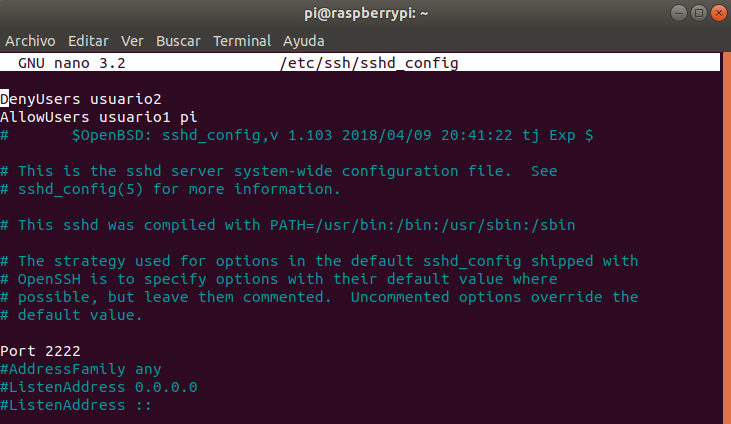 pi@raspberrypi: ~
Archivo Editar Ver Buscar Terminal Ayuda
GNU nano 3.2 /etc/ssh/sshd_config
DenyUsers usuario2
AllowUsers usuario1 pi
# $OpenBSD: sshd_config,v 1.103 2018/04/09 20:41:22 tj Exp $
# This is the sshd server system-wide configuration file. See
# sshd_config(5) for more information.
# This sshd was compiled with PATH=/usr/bin:/bin:/usr/sbin:/sbin
# The strategy used for options in the default sshd_config shipped with
# OpenSSH is to specify options with their default value where
# possible, but leave them commented. Uncommented options override the
# default value.
Port 2222
#AddressFamily any
#ListenAddress 0.0.0.0
#ListenAddress ::